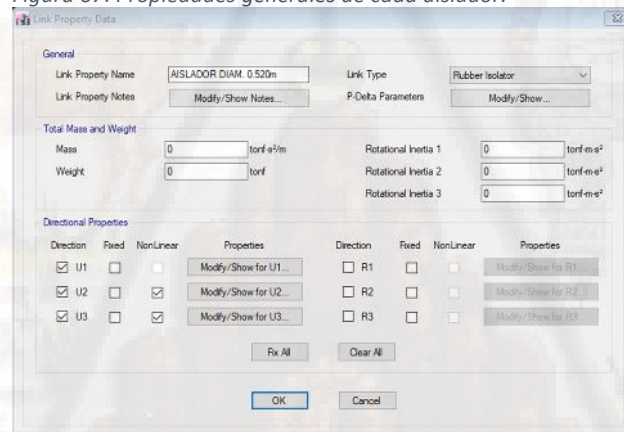 Figura 67. Propiedades generales de cada aislador.
Link Property Data
General
Link Property Name AISLADOR DIAM. 0.520m Link Type Rubber Isolator
Link Property Notes Modify/Show Notes... P-Delta Parameters Modify/Show...
Total Mass and Weight
Mass 0 tonf-s²/m Rotational Inertia 1 0 tonf-m-s²
Weight 0 tonf Rotational Inertia 2 0 tonf-m-s²
Rotational Inertia 3 0 tonf-m-s²
Directional Properties
Direction Fixed NonLinear Properties Direction Fixed NonLinear Properties
U1 Modify/Show for U1... R1 Modify/Show for R1...
U2 Modify/Show for U2... R2 Modify/Show for R2...
U3 Modify/Show for U3... R3 Modify/Show for R3...
Fix All Clear All
OK Cancel